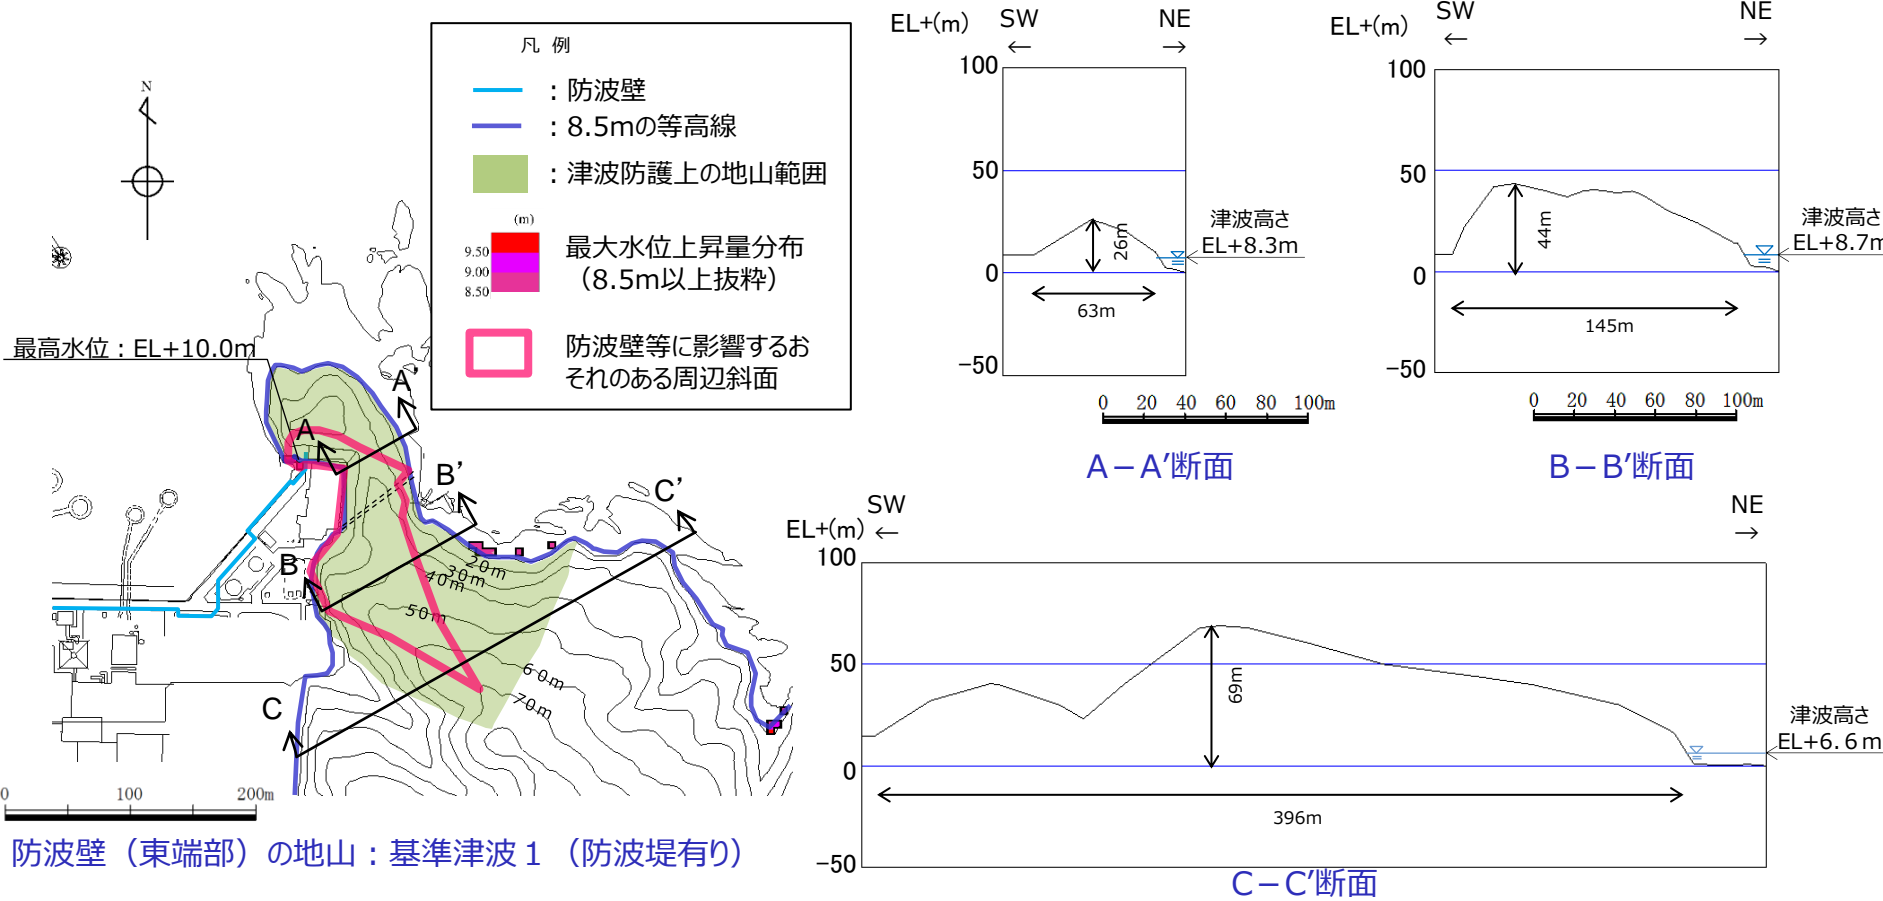 凡 例
：防波壁
：8.5mの等高線
：津波防護上の地山範囲
(m)
9.50
9.00
8.50
最大水位上昇量分布
（8.5m以上抜粋）
防波壁等に影響するお
それのある周辺斜面
N
最高水位：EL+10.0m
A
A'
B
B'
C
C'
20m
30m
40m
50m
60m
70m
0 100 200m
防波壁（東端部）の地山：基準津波１（防波堤有り）
EL+(m) SW NE
← →
100
50
0
-50
26m
63m
津波高さ
EL+8.3m
0 20 40 60 80 100m
A－A'断面
EL+(m) SW NE
← →
100
50
0
-50
44m
145m
津波高さ
EL+8.7m
0 20 40 60 80 100m
B－B'断面
SW NE
EL+(m) ← →
100
50
0
-50
69m
396m
津波高さ
EL+6.6m
C－C'断面